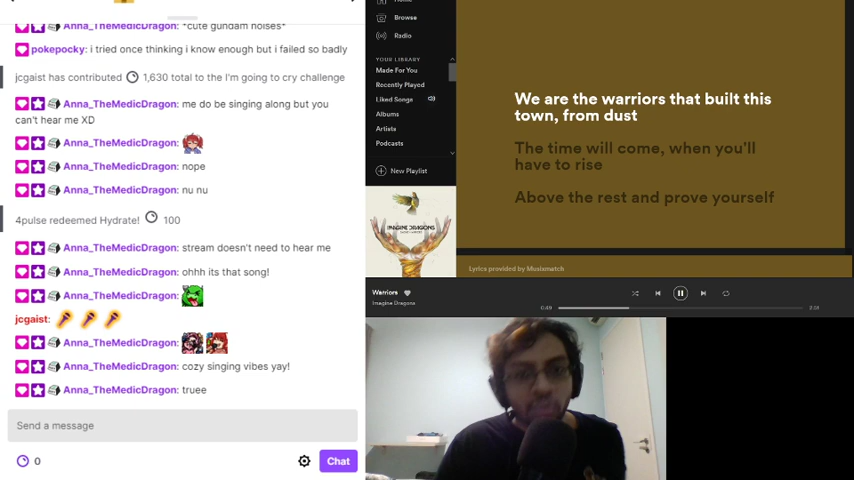 Anna_TheMedicDragon: *cute gundam noises*
pokepocky: i tried once thinking i know enough but i failed so badly
jcgaist has contributed 1,630 total to the I'm going to cry challenge
Anna_TheMedicDragon: me do be singing along but you
can't hear me XD
Anna_TheMedicDragon:
Anna_TheMedicDragon: nope
Anna_TheMedicDragon: nu nu
4pulse redeemed Hydrate! 100
Anna_TheMedicDragon: stream doesn't need to hear me
Anna_TheMedicDragon: ohhh its that song!
Anna_TheMedicDragon:
jcgaist:
Anna_TheMedicDragon:
Anna_TheMedicDragon: cozy singing vibes yay!
Anna_TheMedicDragon: truee
Send a message
0
Chat
Browse
Radio
YOUR LIBRARY
Made For You
Recently Played
Liked Songs
Albums
Artists
Podcasts
New Playlist
IMAGINE DRAGONS
We are the warriors that built this
town, from dust
The time will come, when you'll
have to rise
Above the rest and prove yourself
Lyrics provided by Musixmatch
Warriors
Imagine Dragons
0:49